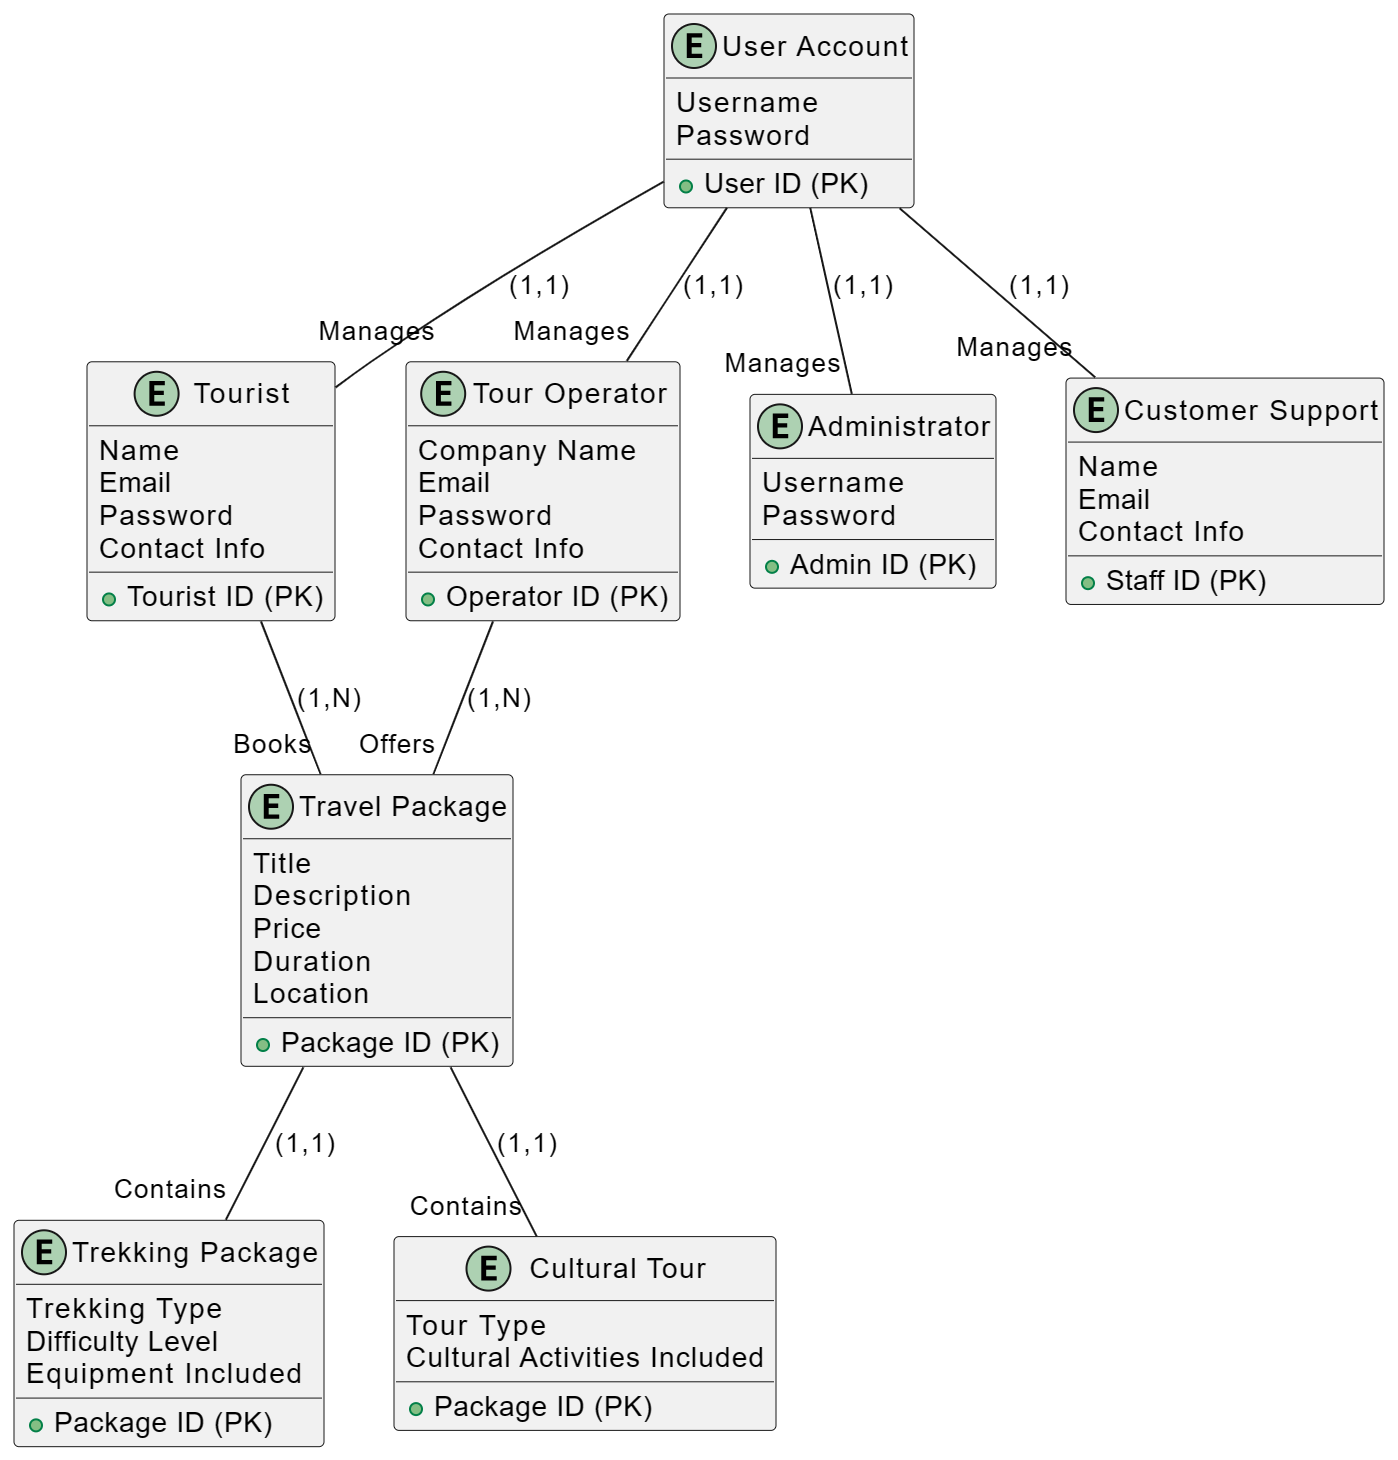 E User Account
Username
Password
User ID (PK)
(1,1)
(1,1)
(1,1)
(1,1)
Manages
Manages
Manages
Manages
E Tourist
Name
Email
Password
Contact Info
Tourist ID (PK)
E Tour Operator
Company Name
Email
Password
Contact Info
Operator ID (PK)
E Administrator
Username
Password
Admin ID (PK)
E Customer Support
Name
Email
Contact Info
Staff ID (PK)
(1,N)
(1,N)
Books
Offers
E Travel Package
Title
Description
Price
Duration
Location
Package ID (PK)
(1,1)
(1,1)
Contains
Contains
E Trekking Package
Trekking Type
Difficulty Level
Equipment Included
Package ID (PK)
E Cultural Tour
Tour Type
Cultural Activities Included
Package ID (PK)